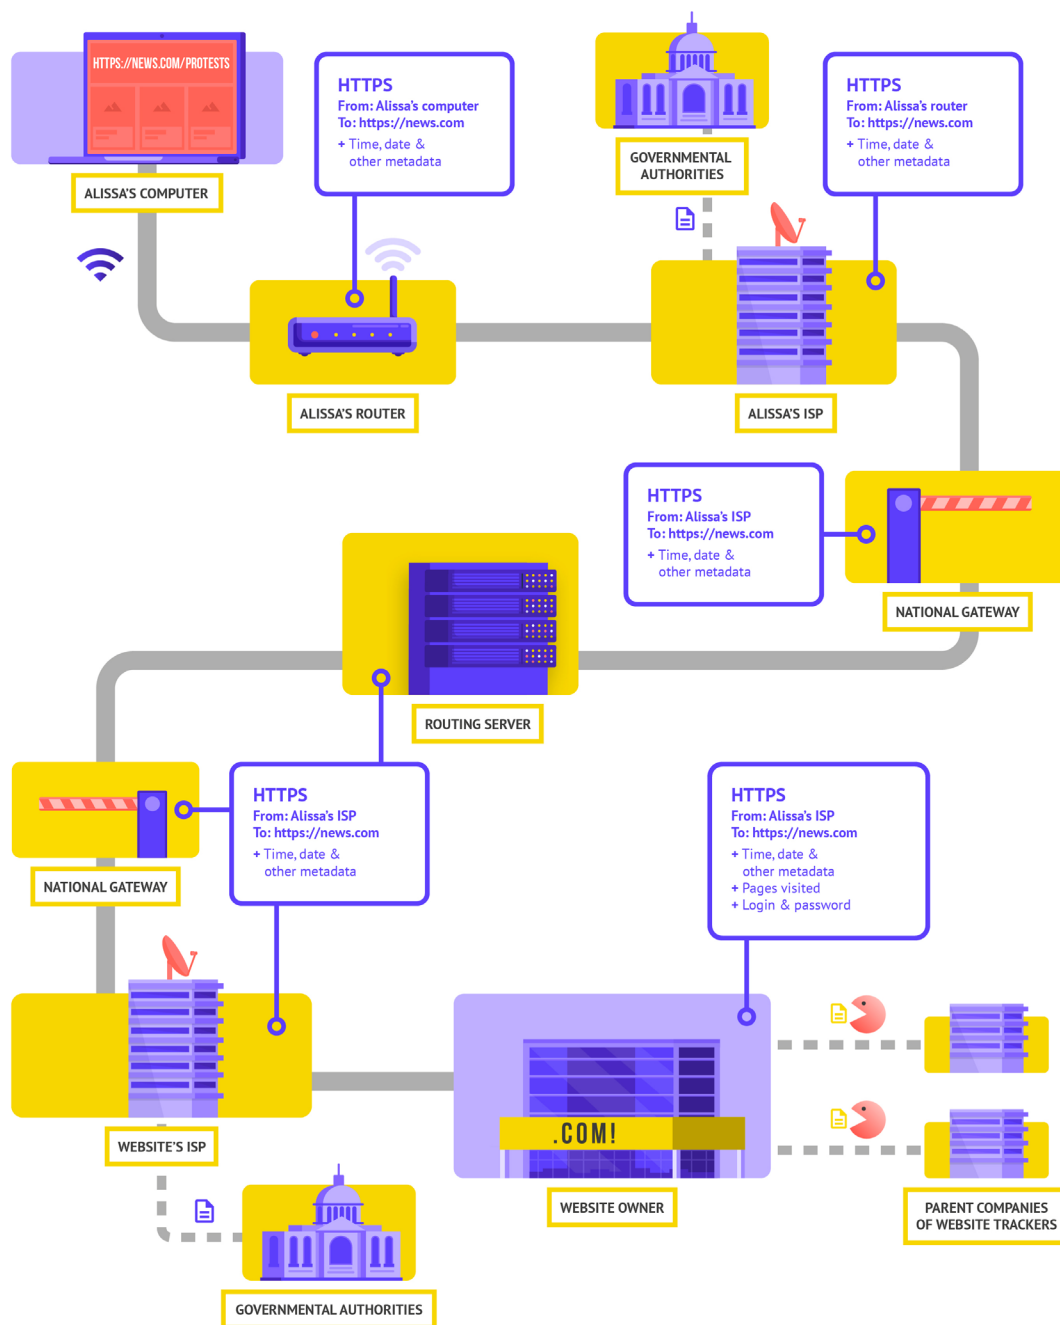 HTTPS://NEWS.COM/PROTESTS
ALISSA'S COMPUTER
HTTPS
From: Alissa's computer
To: https://news.com
+ Time, date &
other metadata
ALISSA'S ROUTER
GOVERNMENTAL
AUTHORITIES
HTTPS
From: Alissa's router
To: https://news.com
+ Time, date &
other metadata
ALISSA'S ISP
HTTPS
From: Alissa's ISP
To: https://news.com
+ Time, date &
other metadata
NATIONAL GATEWAY
ROUTING SERVER
HTTPS
From: Alissa's ISP
To: https://news.com
+ Time, date &
other metadata
NATIONAL GATEWAY
HTTPS
From: Alissa's ISP
To: https://news.com
+ Time, date &
other metadata
+ Pages visited
+ Login & password
WEBSITE'S ISP
.COM!
WEBSITE OWNER
PARENT COMPANIES
OF WEBSITE TRACKERS
GOVERNMENTAL AUTHORITIES